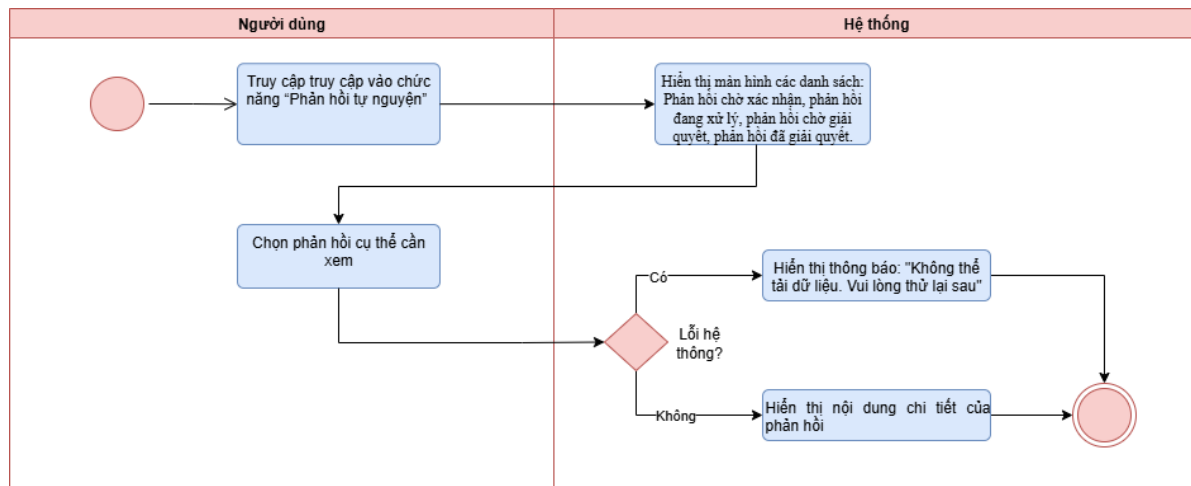 Người dùng
Hệ thống
Truy cập truy cập vào chức
năng “Phản hồi tự nguyện”
Hiển thị màn hình các danh sách:
Phản hồi chờ xác nhận, phản hồi
đang xử lý, phản hồi chờ giải
quyết, phản hồi đã giải quyết.
Chọn phản hồi cụ thể cần
xem
Có
Hiển thị thông báo: "Không thể
tải dữ liệu. Vui lòng thử lại sau"
Lỗi hệ
thông?
Không
Hiển thị nội dung chi tiết của
phản hồi